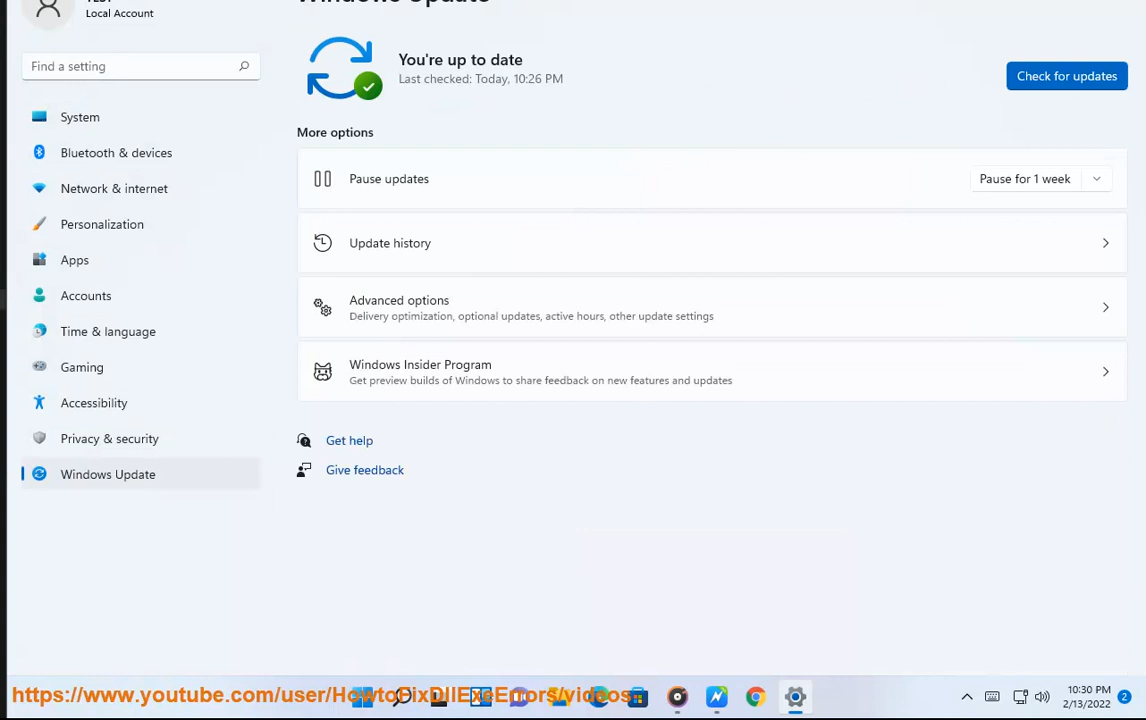 Windows Update
TEST
Local Account
Find a setting
System
Bluetooth & devices
Network & internet
Personalization
Apps
Accounts
Time & language
Gaming
Accessibility
Privacy & security
Windows Update
You're up to date
Last checked: Today, 10:26 PM
Check for updates
More options
Pause updates
Pause for 1 week
Update history
Advanced options
Delivery optimization, optional updates, active hours, other update settings
Windows Insider Program
Get preview builds of Windows to share feedback on new features and updates
Get help
Give feedback
https://www.youtube.com/user/HowtoFixDllExeErrors/videos
10:30 PM
2/13/2022
2